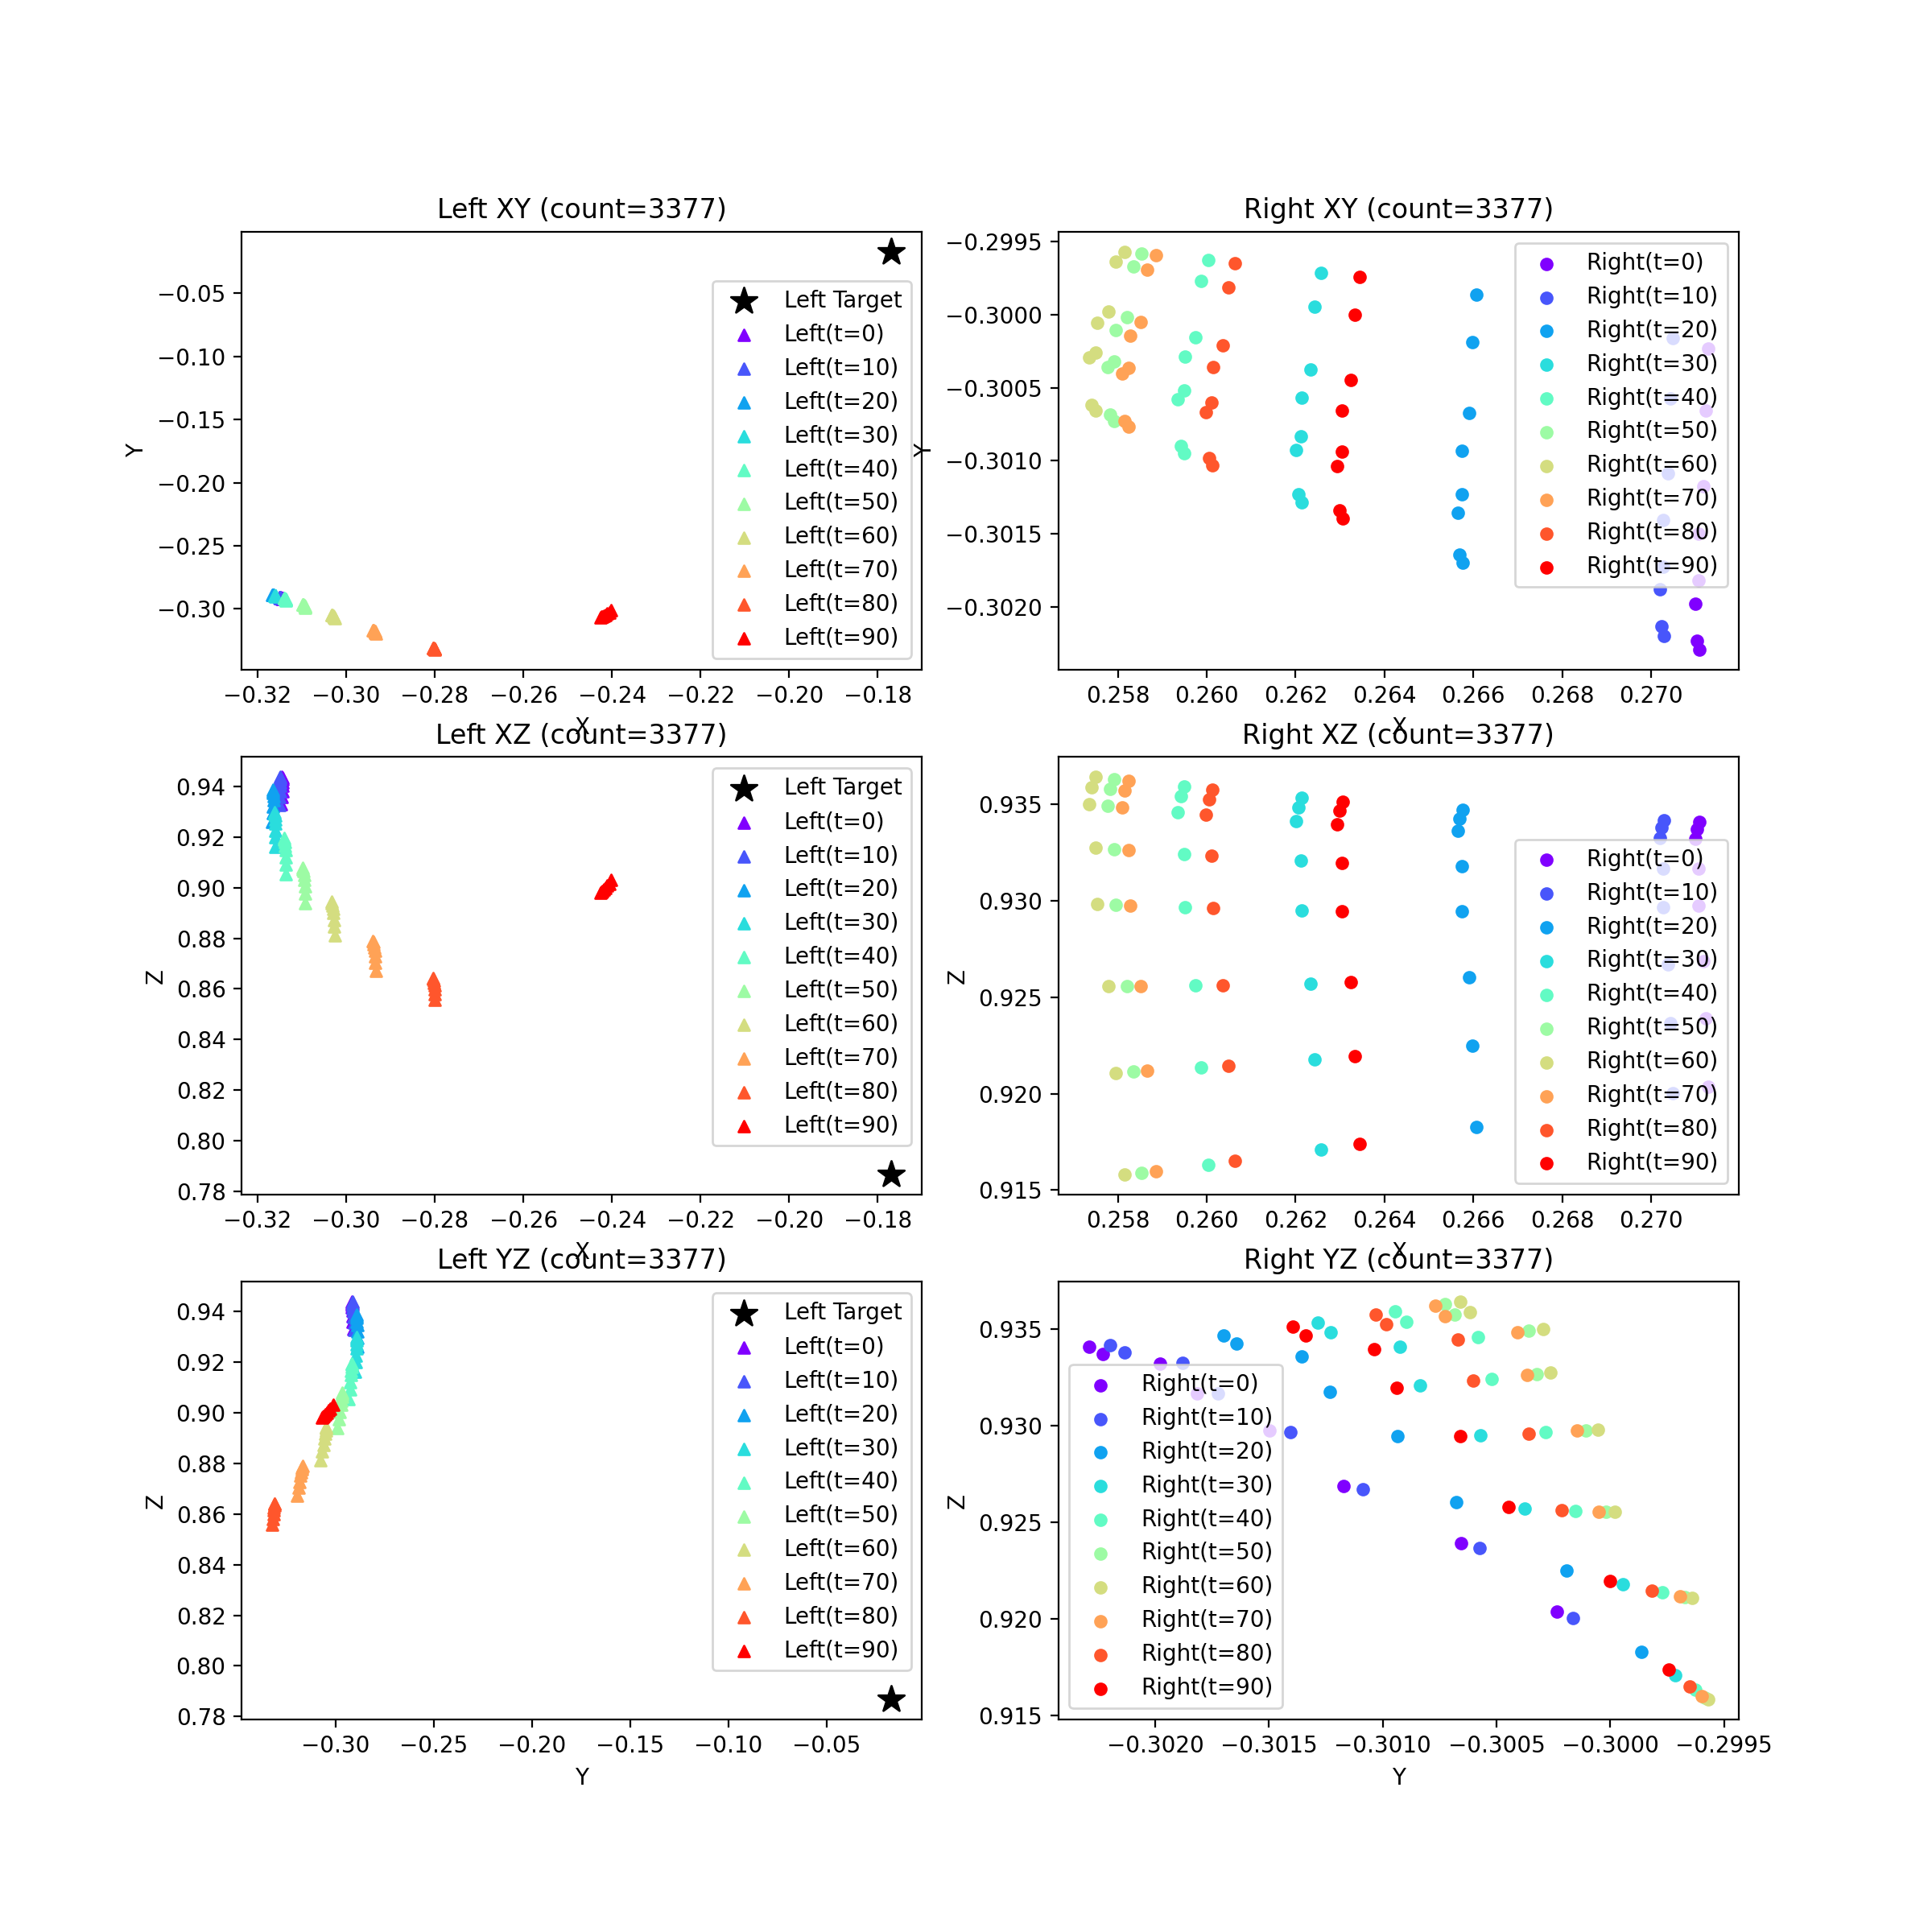 Left XY (count=3377)
Y
−0.05
−0.10
−0.15
−0.20
−0.25
−0.30
−0.32 −0.30 −0.28 −0.26 −0.24 −0.22 −0.20 −0.18
X
Left Target
Left(t=0)
Left(t=10)
Left(t=20)
Left(t=30)
Left(t=40)
Left(t=50)
Left(t=60)
Left(t=70)
Left(t=80)
Left(t=90)
Right XY (count=3377)
Y
−0.2995
−0.3000
−0.3005
−0.3010
−0.3015
−0.3020
0.258 0.260 0.262 0.264 0.266 0.268 0.270
X
Right(t=0)
Right(t=10)
Right(t=20)
Right(t=30)
Right(t=40)
Right(t=50)
Right(t=60)
Right(t=70)
Right(t=80)
Right(t=90)
Left XZ (count=3377)
Z
0.94
0.92
0.90
0.88
0.86
0.84
0.82
0.80
0.78
−0.32 −0.30 −0.28 −0.26 −0.24 −0.22 −0.20 −0.18
X
Left Target
Left(t=0)
Left(t=10)
Left(t=20)
Left(t=30)
Left(t=40)
Left(t=50)
Left(t=60)
Left(t=70)
Left(t=80)
Left(t=90)
Right XZ (count=3377)
Z
0.935
0.930
0.925
0.920
0.915
0.258 0.260 0.262 0.264 0.266 0.268 0.270
X
Right(t=0)
Right(t=10)
Right(t=20)
Right(t=30)
Right(t=40)
Right(t=50)
Right(t=60)
Right(t=70)
Right(t=80)
Right(t=90)
Left YZ (count=3377)
Z
0.94
0.92
0.90
0.88
0.86
0.84
0.82
0.80
0.78
−0.30 −0.25 −0.20 −0.15 −0.10 −0.05
Y
Left Target
Left(t=0)
Left(t=10)
Left(t=20)
Left(t=30)
Left(t=40)
Left(t=50)
Left(t=60)
Left(t=70)
Left(t=80)
Left(t=90)
Right YZ (count=3377)
Z
0.935
0.930
0.925
0.920
0.915
−0.3020 −0.3015 −0.3010 −0.3005 −0.3000 −0.2995
Y
Right(t=0)
Right(t=10)
Right(t=20)
Right(t=30)
Right(t=40)
Right(t=50)
Right(t=60)
Right(t=70)
Right(t=80)
Right(t=90)